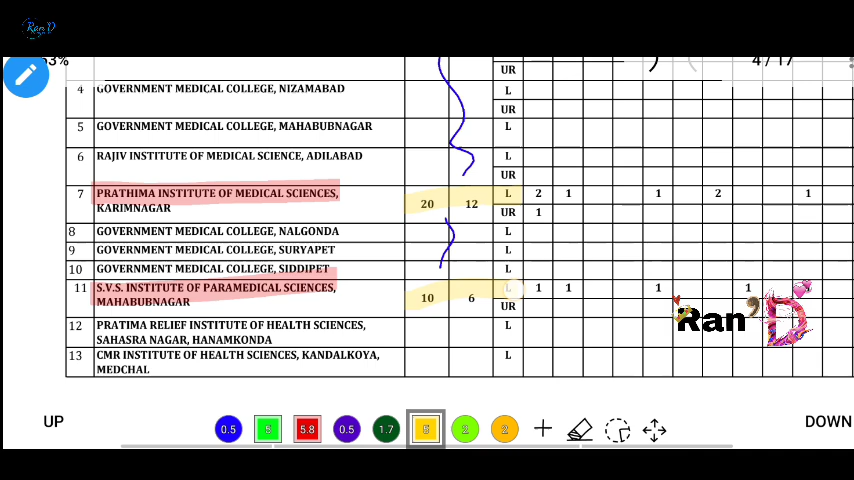 Ran'D
53%
4 / 17
UR
4 GOVERNMENT MEDICAL COLLEGE, NIZAMABAD L
UR
5 GOVERNMENT MEDICAL COLLEGE, MAHABUBNAGAR L
6 RAJIV INSTITUTE OF MEDICAL SCIENCE, ADILABAD L
UR
7 PRATHIMA INSTITUTE OF MEDICAL SCIENCES, 20 12 L 2 1 1 2 1
KARIMNAGAR UR 1
8 GOVERNMENT MEDICAL COLLEGE, NALGONDA L
9 GOVERNMENT MEDICAL COLLEGE, SURYAPET L
10 GOVERNMENT MEDICAL COLLEGE, SIDDIPET L
11 S.V.S. INSTITUTE OF PARAMEDICAL SCIENCES, 10 6 L 1 1 1 1 1
MAHABUBNAGAR UR
Ran'D
12 PRATIMA RELIEF INSTITUTE OF HEALTH SCIENCES, L
SAHASRA NAGAR, HANAMKONDA
13 CMR INSTITUTE OF HEALTH SCIENCES, KANDALKOYA, L
MEDCHAL
UP DOWN
0.5 5 5.8 0.5 1.7 5 2 2